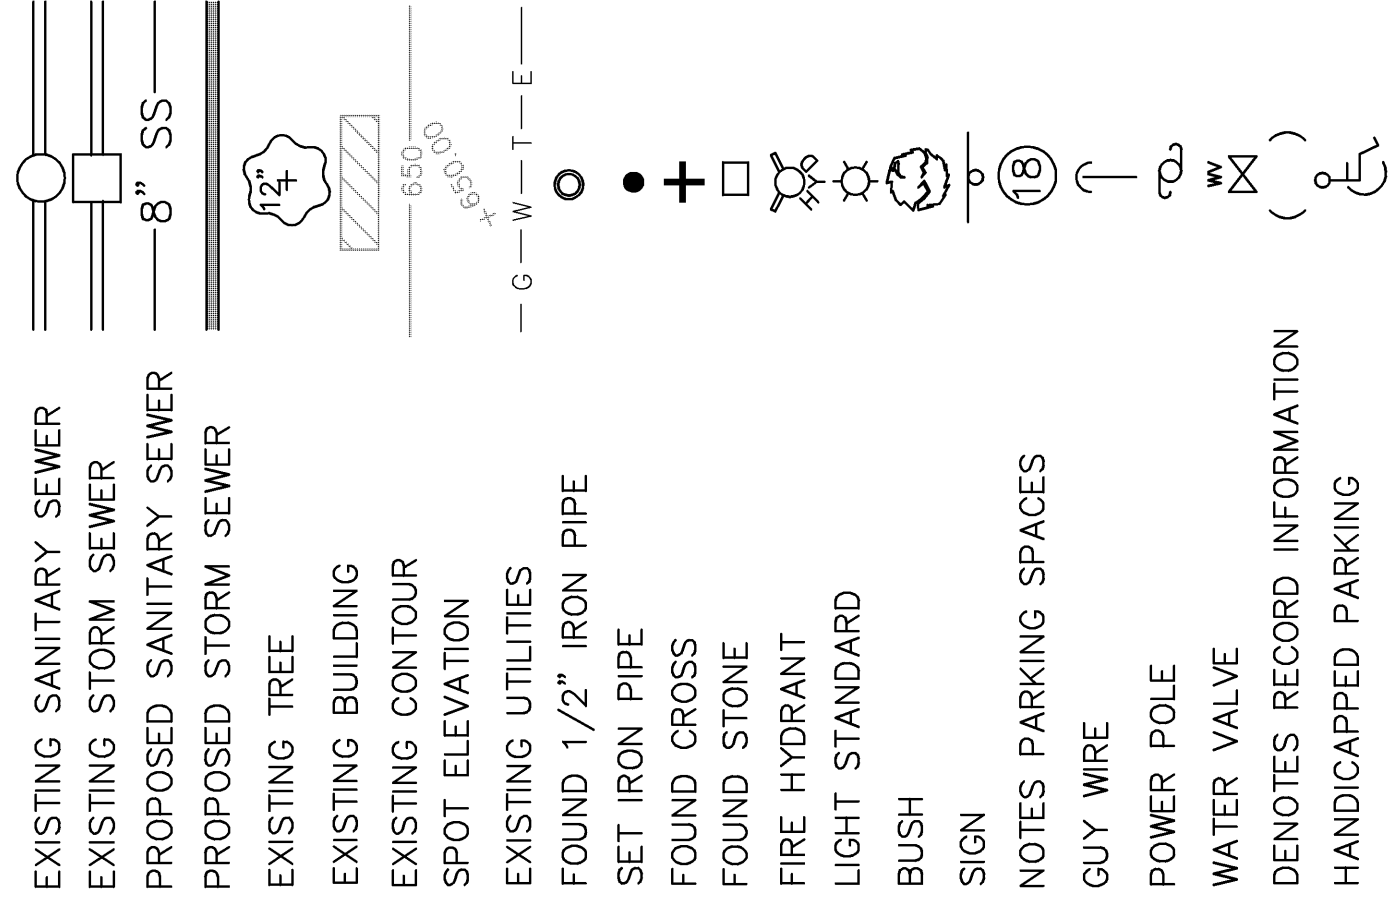 EXISTING SANITARY SEWER
EXISTING STORM SEWER
PROPOSED SANITARY SEWER 8" SS
PROPOSED STORM SEWER
EXISTING TREE 12"
EXISTING BUILDING
EXISTING CONTOUR 650
SPOT ELEVATION +650.00
EXISTING UTILITIES G W T E
FOUND 1/2" IRON PIPE
SET IRON PIPE
FOUND CROSS
FOUND STONE
FIRE HYDRANT HYD
LIGHT STANDARD
BUSH
SIGN
NOTES PARKING SPACES 18
GUY WIRE
POWER POLE
WATER VALVE WV
DENOTES RECORD INFORMATION ( )
HANDICAPPED PARKING